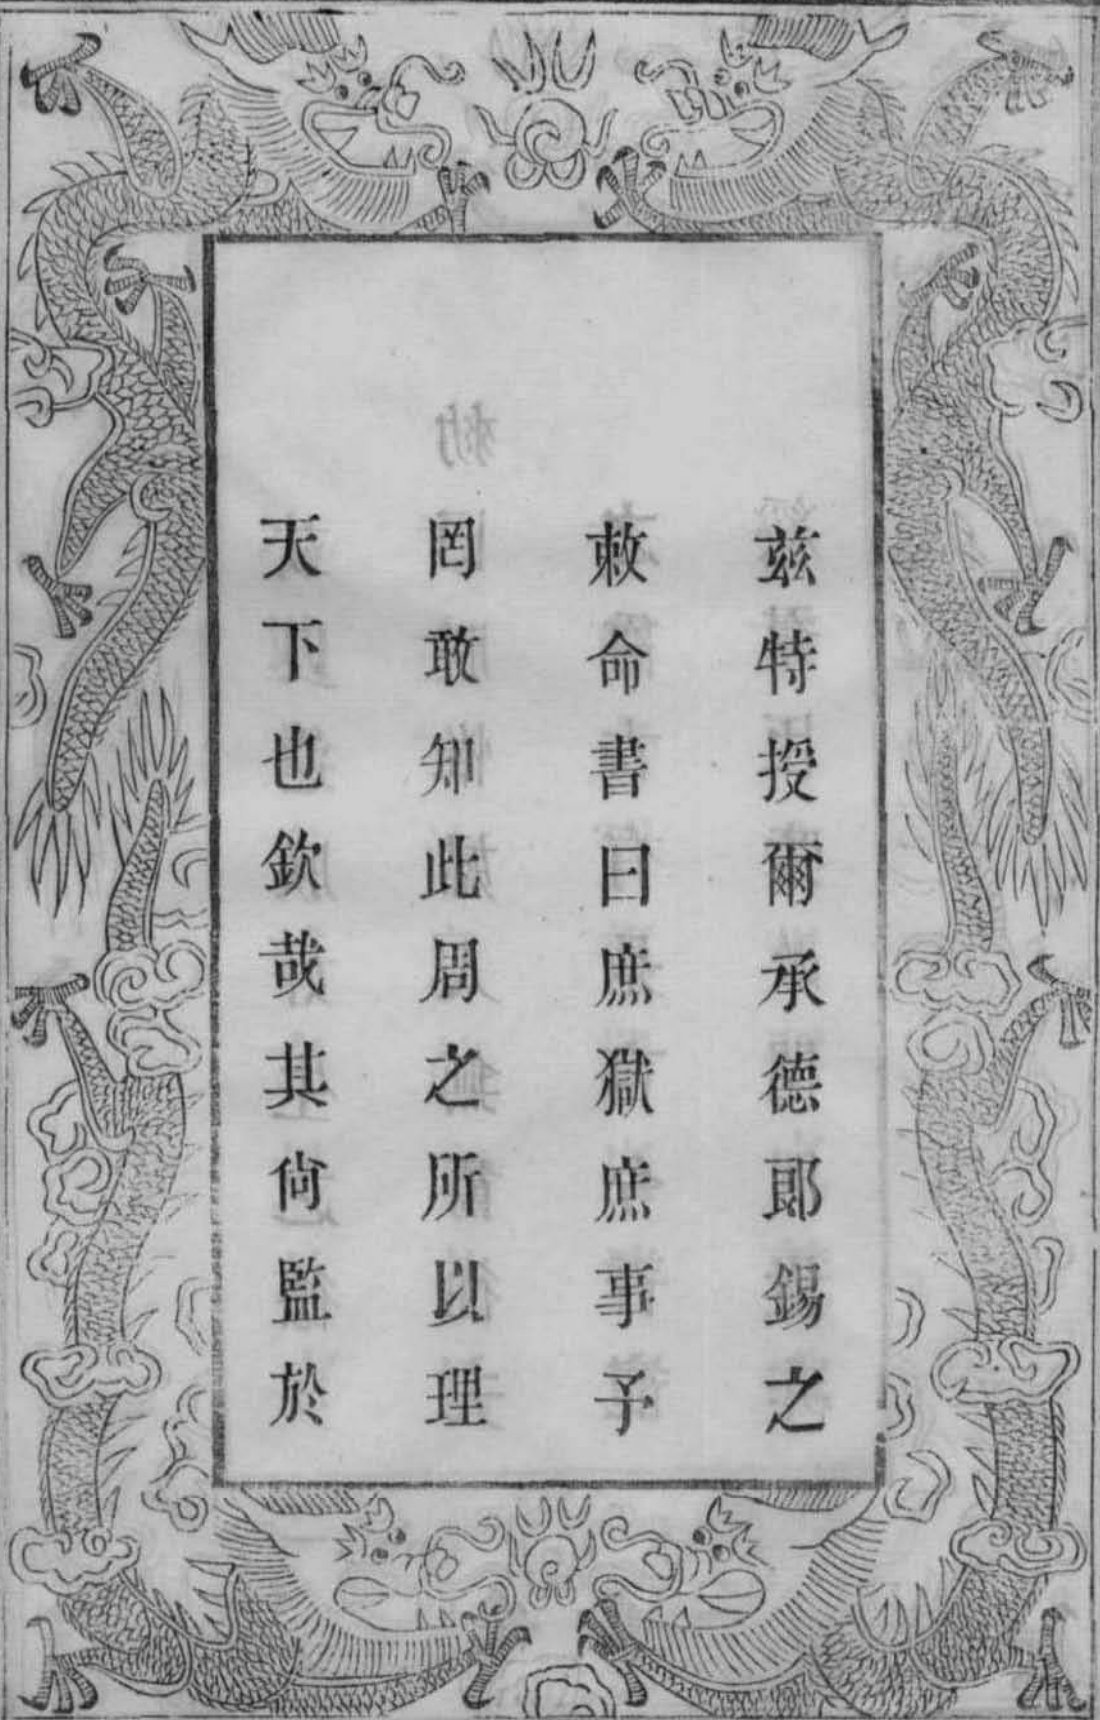 茲特授爾承德郎錫之
敕命書曰庶獄庶事予
罔敢知此周之所以理
天下也欽哉其尙監於